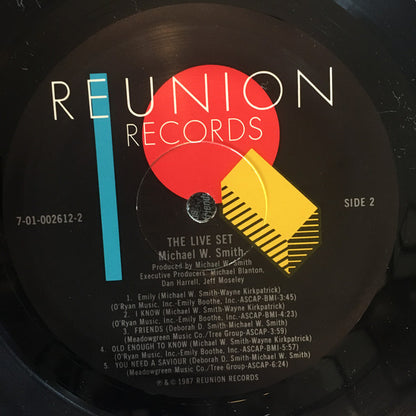 REUNION
RECORDS
7-01-002612-2
SIDE 2
THE LIVE SET
Michael W. Smith
Produced by Michael W. Smith
Executive Producers: Michael Blanton,
Dan Harrell, Jeff Moseley
1. Emily (Michael W. Smith-Wayne Kirkpatrick)
(O'Ryan Music, Inc.-Emily Boothe, Inc.-ASCAP-BMI-3:45)
2. I KNOW (Michael W. Smith-Wayne Kirkpatrick)
(O'Ryan Music, Inc.-Emily Boothe, Inc.-ASCAP-BMI-4:23)
3. FRIENDS (Deborah D. Smith-Michael W. Smith)
(Meadowgreen Music Co./Tree Group-ASCAP-3:59)
4. OLD ENOUGH TO KNOW (Michael W. Smith-Wayne Kirkpatrick)
(O'Ryan Music, Inc.-Emily Boothe, Inc.-ASCAP-BMI-5:57)
5. YOU NEED A SAVIOUR (Deborah D. Smith-Michael W. Smith)
(Meadowgreen Music Co./Tree Group-ASCAP-6:24)
℗ & © 1987 REUNION RECORDS